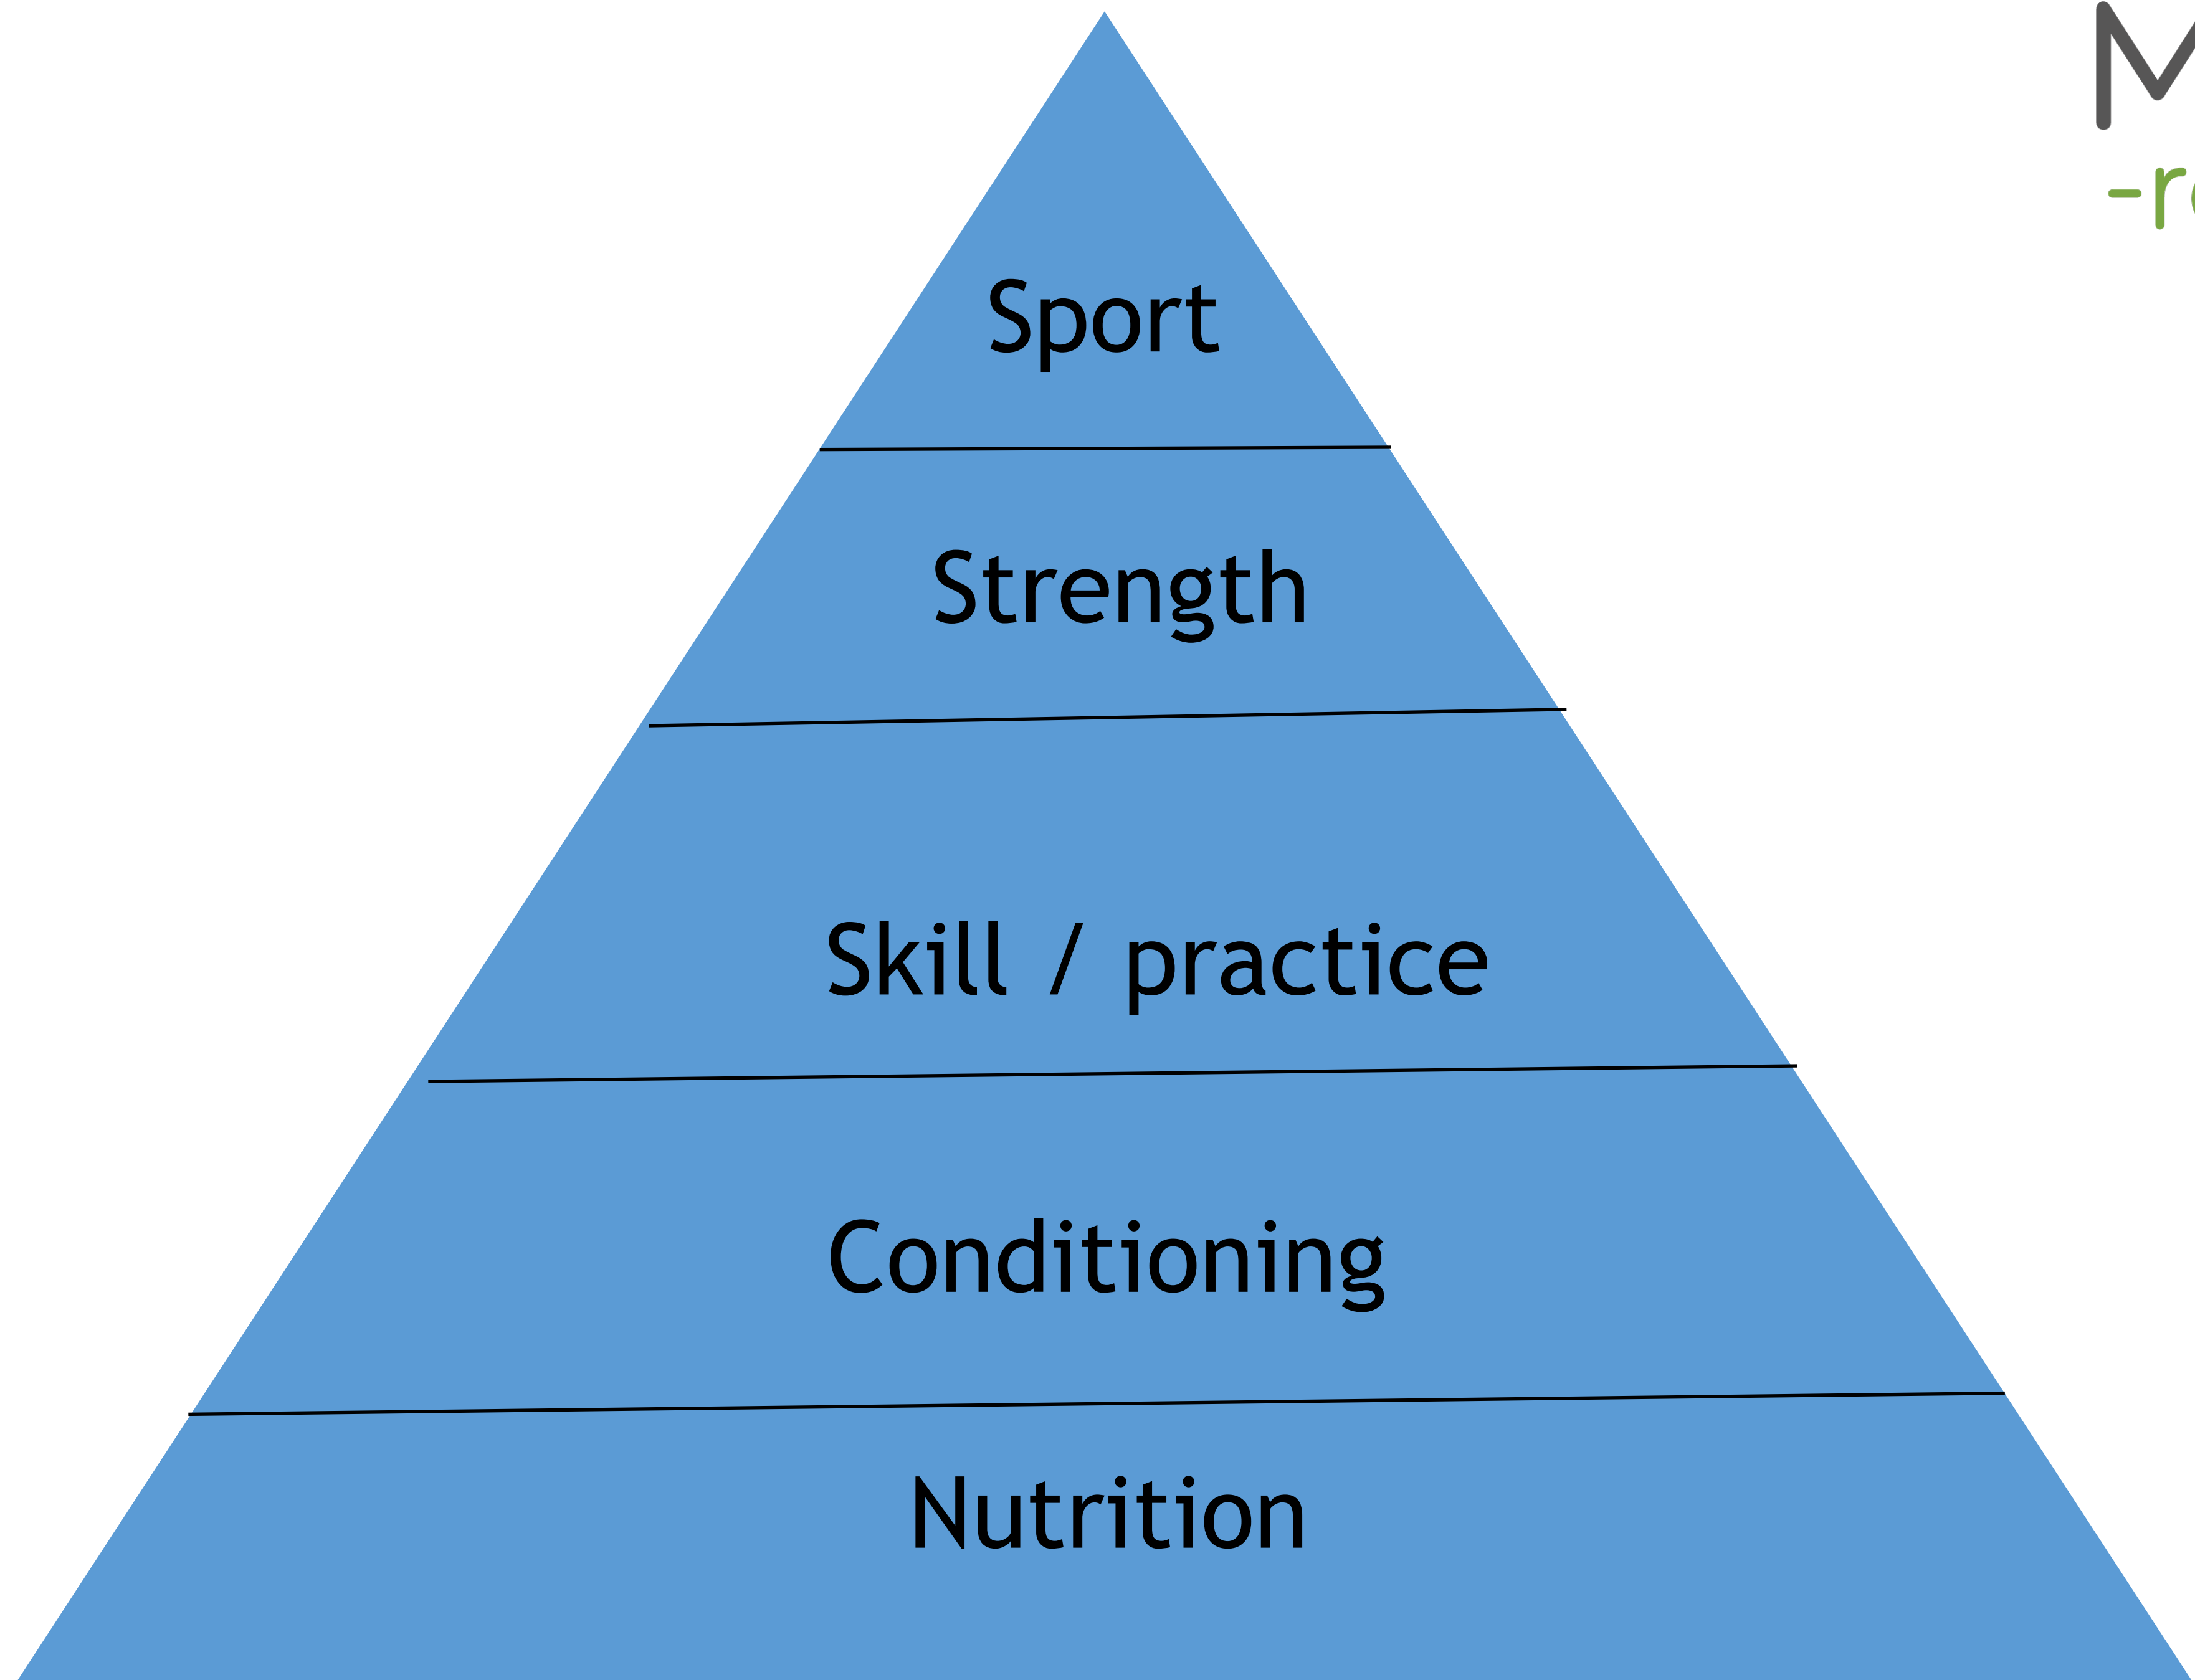 Sport
Strength
Skill / practice
Conditioning
Nutrition